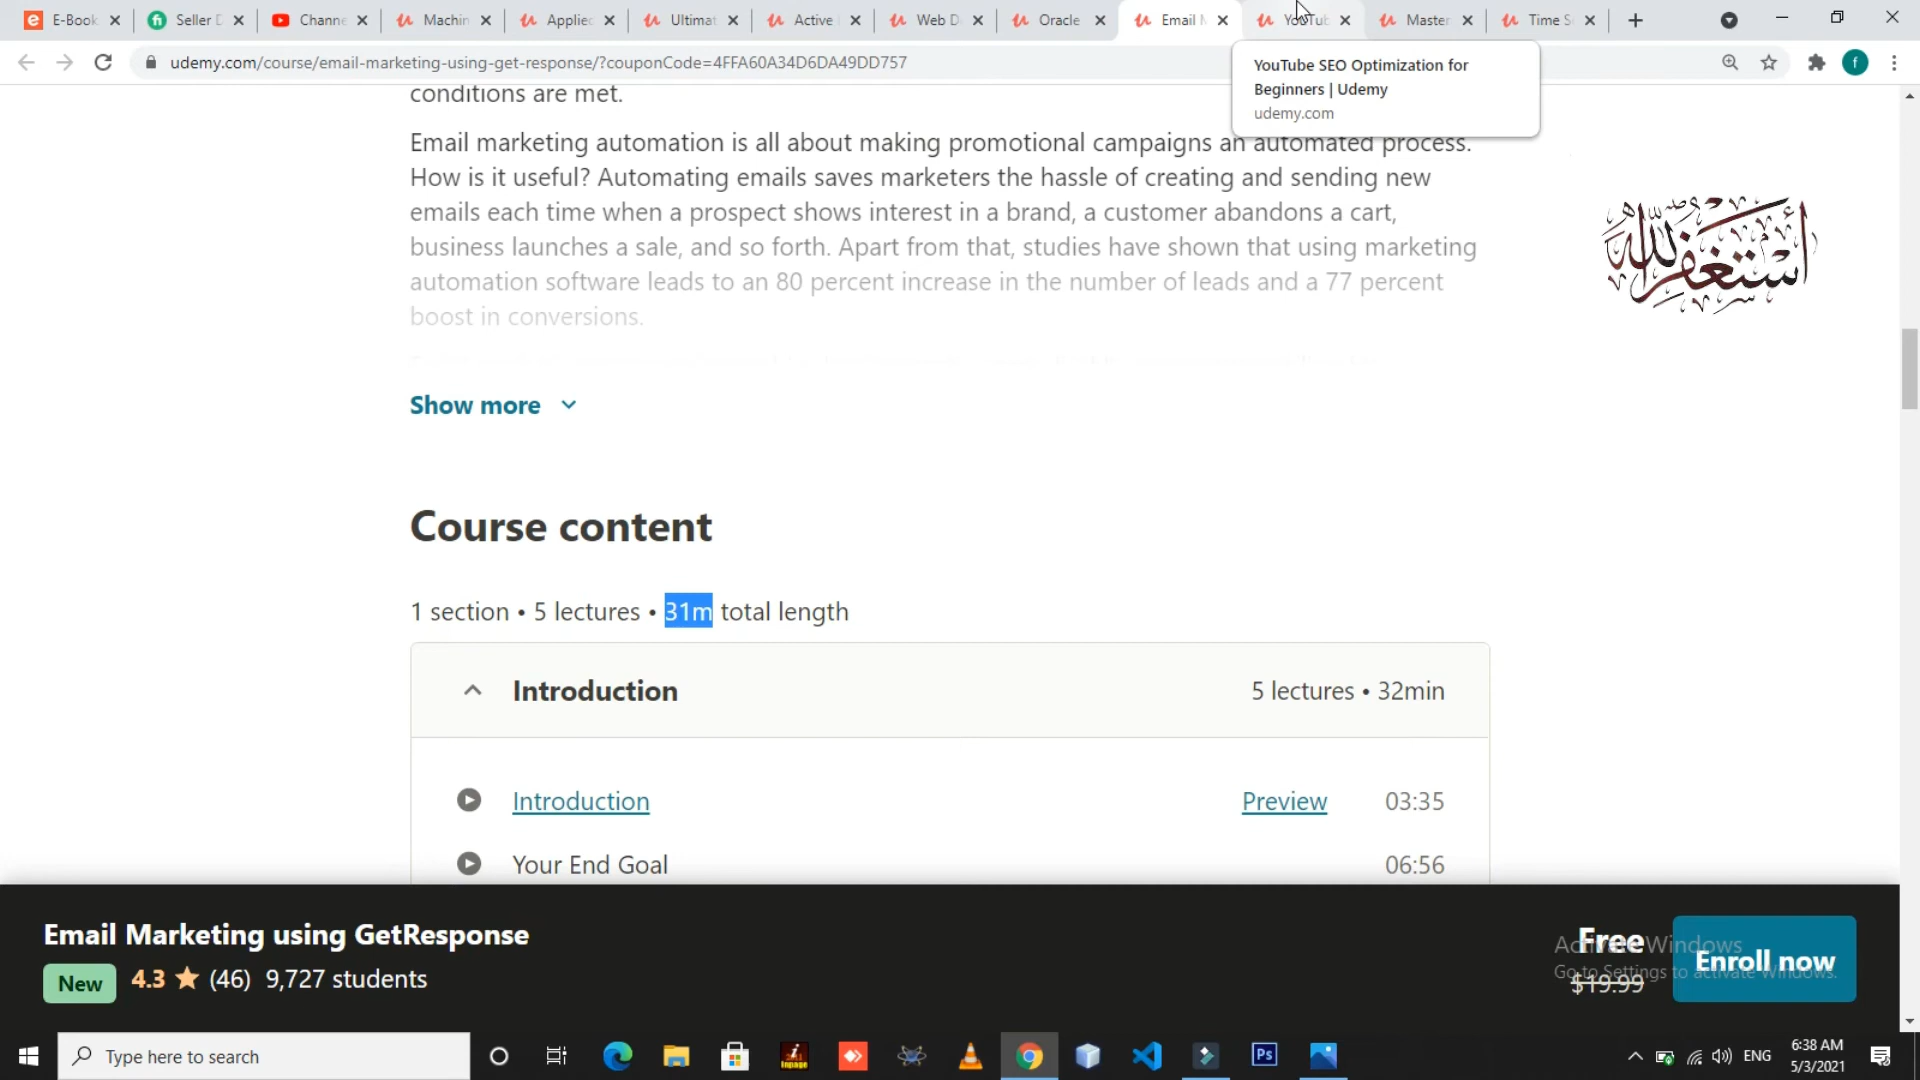 E-Book
Seller D
Channe
Machin
Applied
Ultimat
Active
Web D
Oracle
Email M
YouTub
Master
Time S
udemy.com/course/email-marketing-using-get-response/?couponCode=4FFA60A34D6DA49DD757
f
YouTube SEO Optimization for
Beginners | Udemy
udemy.com
conditions are met.
Email marketing automation is all about making promotional campaigns an automated process.
How is it useful? Automating emails saves marketers the hassle of creating and sending new
emails each time when a prospect shows interest in a brand, a customer abandons a cart,
business launches a sale, and so forth. Apart from that, studies have shown that using marketing
automation software leads to an 80 percent increase in the number of leads and a 77 percent
boost in conversions.
أستغفر الله
Show more
Course content
1 section • 5 lectures • 31m total length
Introduction
5 lectures • 32min
Introduction
Preview
03:35
Your End Goal
06:56
Email Marketing using GetResponse
New
4.3 ★ (46) 9,727 students
Free
$19.99
Enroll now
Activate Windows
Go to Settings to activate Windows.
Type here to search
Ps
ENG
6:38 AM
5/3/2021